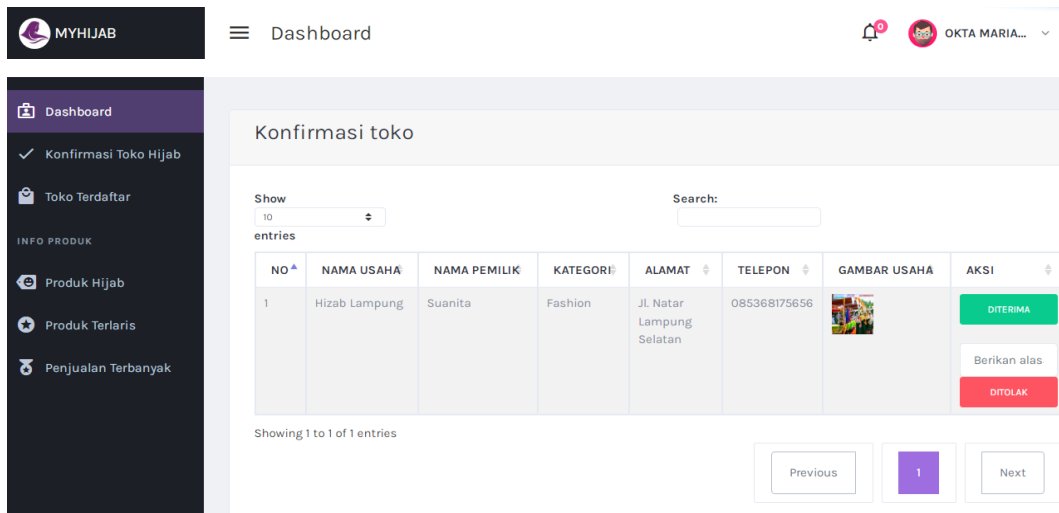 MYHIJAB
Dashboard
0
OKTA MARIA...
Dashboard
Konfirmasi Toko Hijab
Toko Terdaftar
INFO PRODUK
Produk Hijab
Produk Terlaris
Penjualan Terbanyak
Konfirmasi toko
Show
10
entries
Search:
NO NAMA USAHA NAMA PEMILIK KATEGORI ALAMAT TELEPON GAMBAR USAHA AKSI
1 Hizab Lampung Suanita Fashion Jl. Natar 085368175656 DITERIMA
Lampung
Selatan
Berikan alas
DITOLAK
Showing 1 to 1 of 1 entries
Previous 1 Next